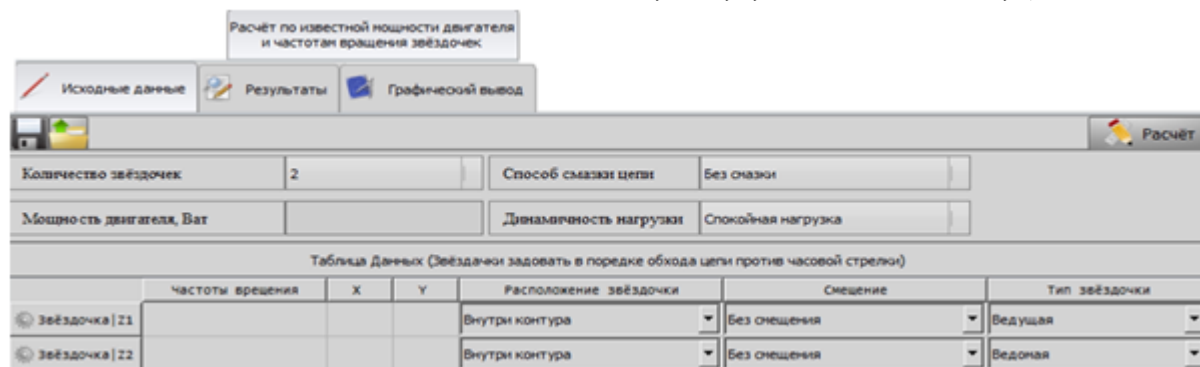 Расчёт по известной мощности двигателя
и частотам вращения звёздочек
Исходные данные Результаты Графический вывод
Расчёт
Количество звёздочек 2 Способ смазки цепи Без смазки
Мощность двигателя, Ват Динамичность нагрузки Спокойная нагрузка
Таблица Данных (Звёздачки задовать в поредке обхода цепи против часовой стрелки)
Частоты врещения X Y Расположение звёздочки Смещение Тип звёздочки
Звёздочка|Z1 Внутри контура Без смещения Ведущая
Звёздочка|Z2 Внутри контура Без смещения Ведомая